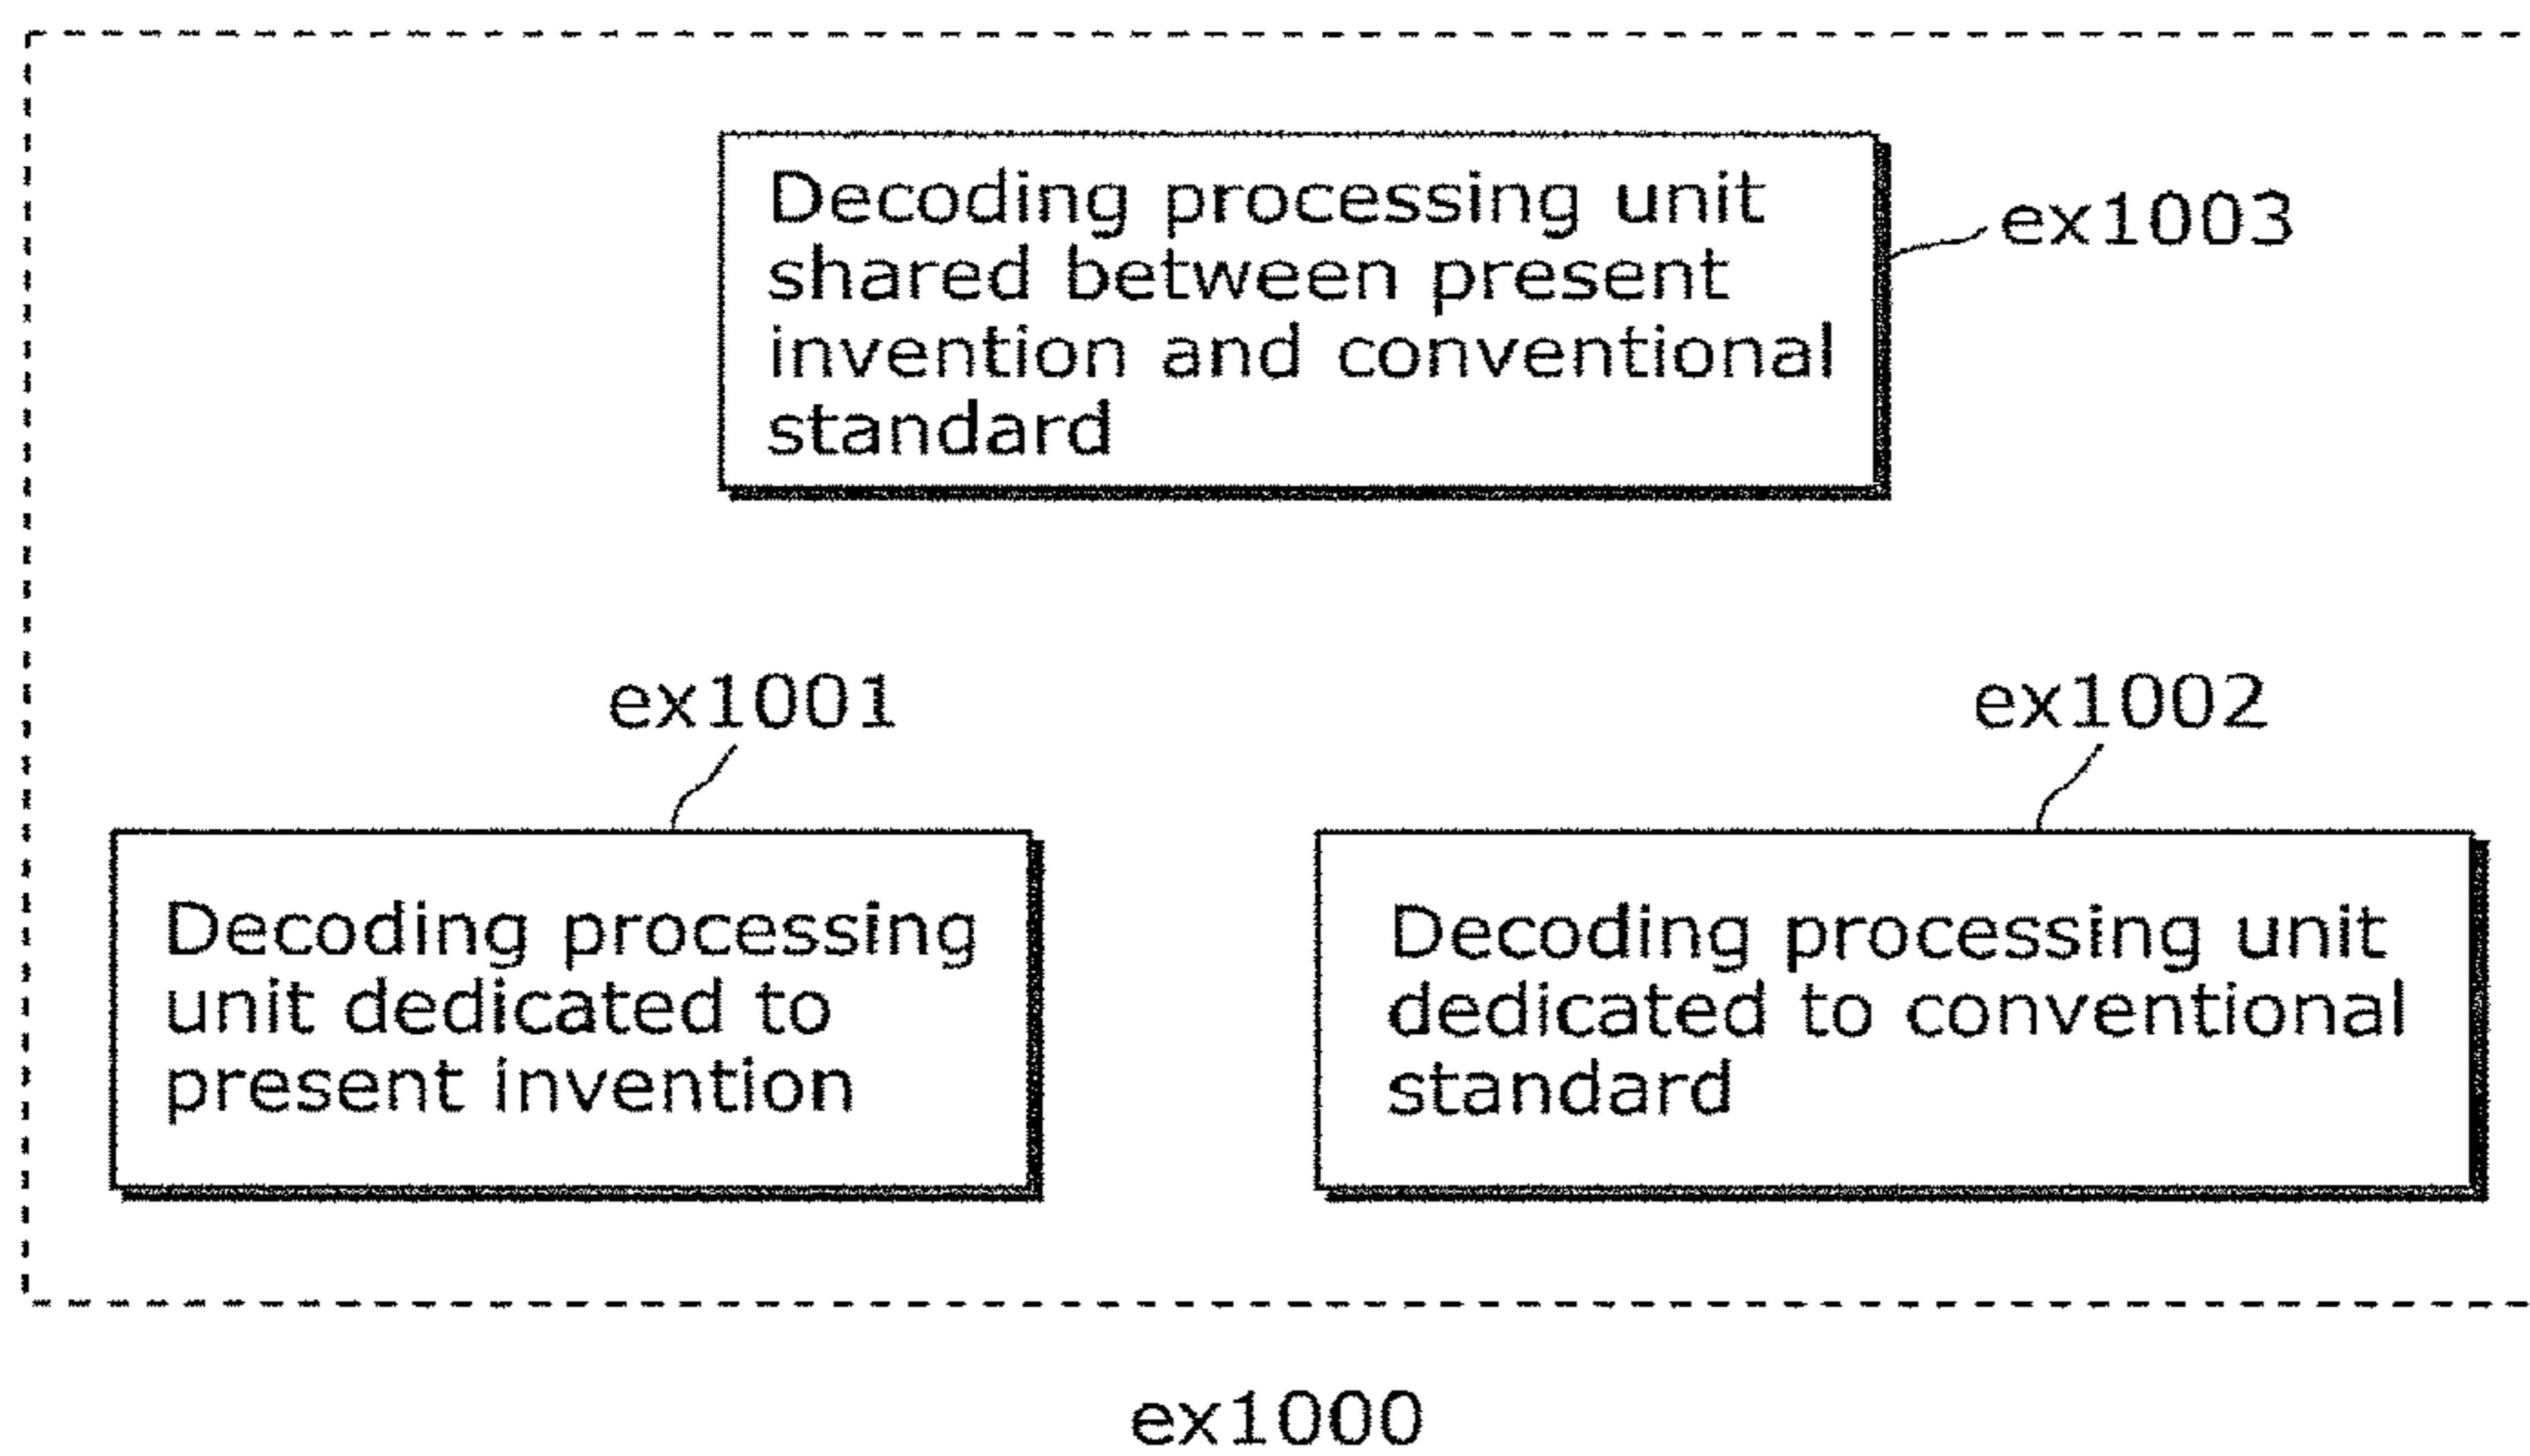 Decoding processing unit
shared between present
invention and conventional
standard
ex1003
ex1001
ex1002
Decoding processing
unit dedicated to
present invention
Decoding processing unit
dedicated to conventional
standard
ex1000